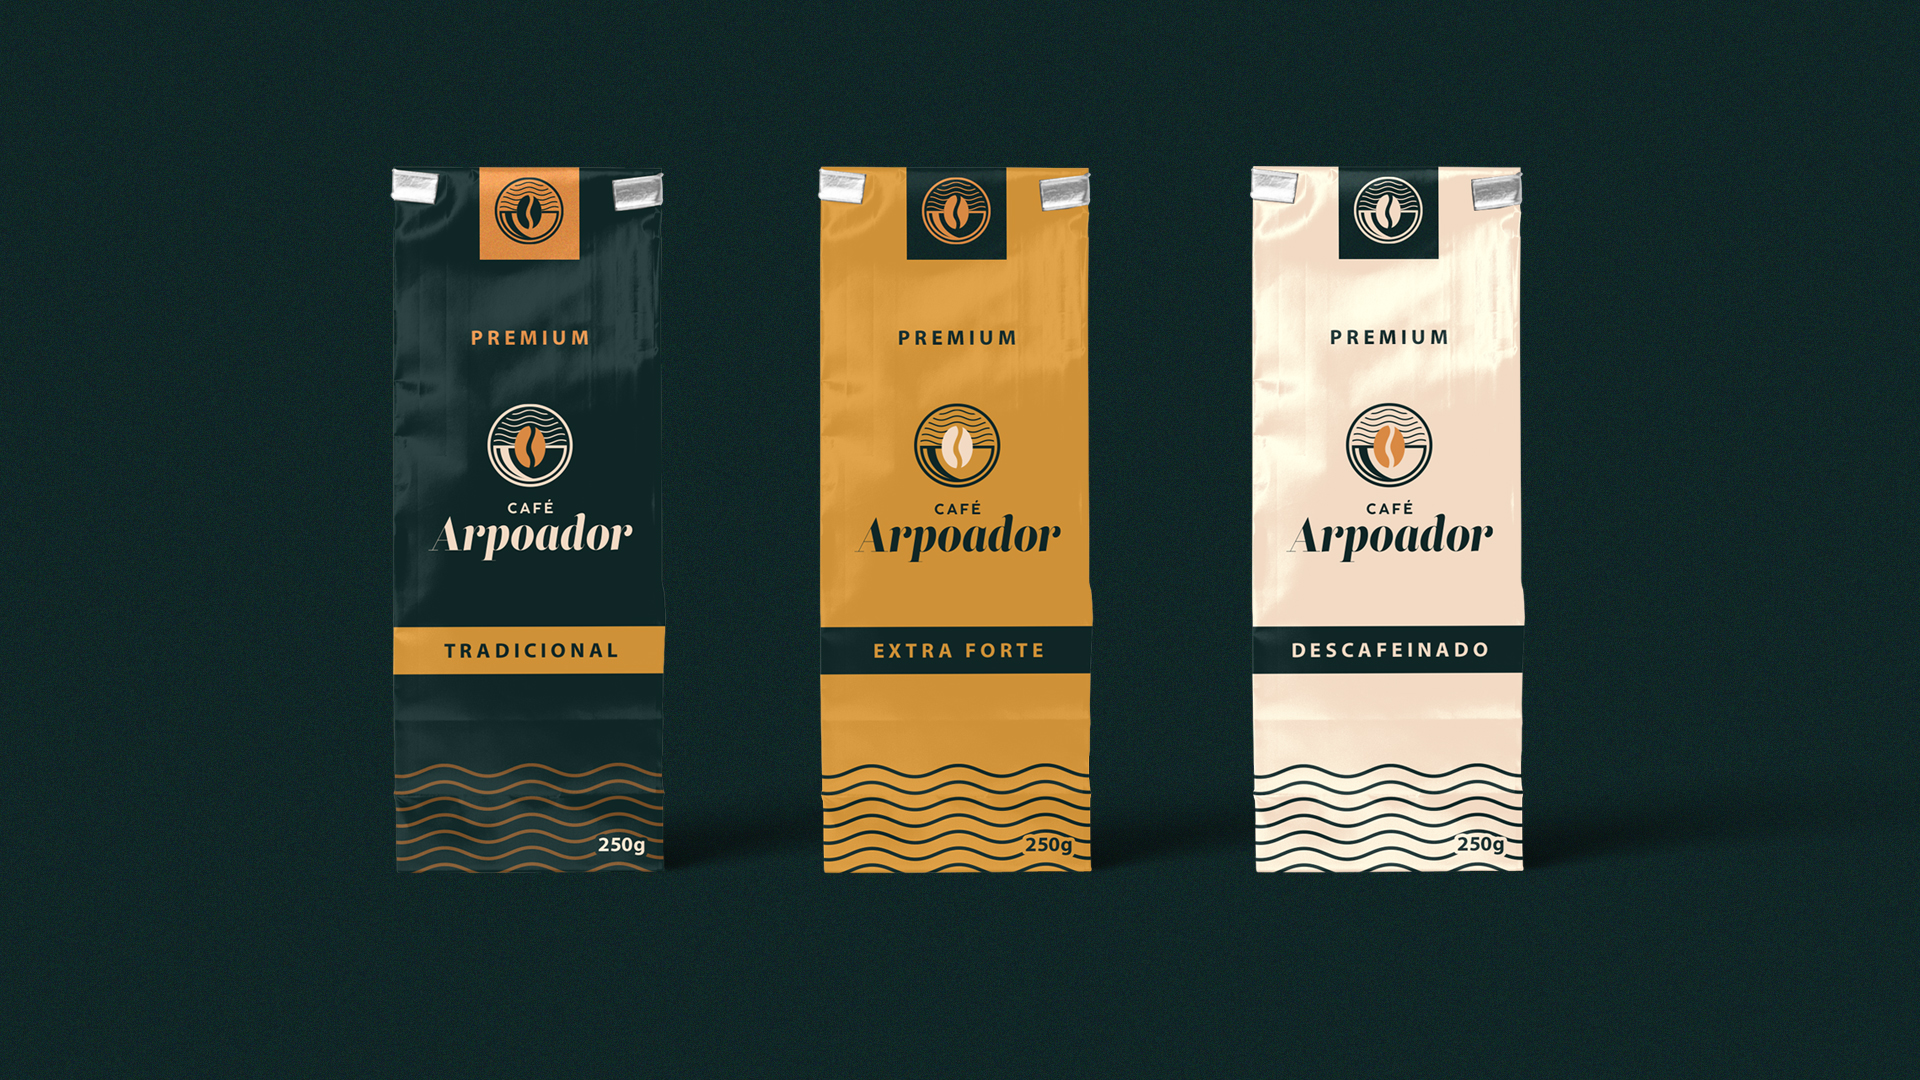 PREMIUM
CAFÉ
Arpoador
TRADICIONAL
250g
PREMIUM
CAFÉ
Arpoador
EXTRA FORTE
250g
PREMIUM
CAFÉ
Arpoador
DESCAFEINADO
250g